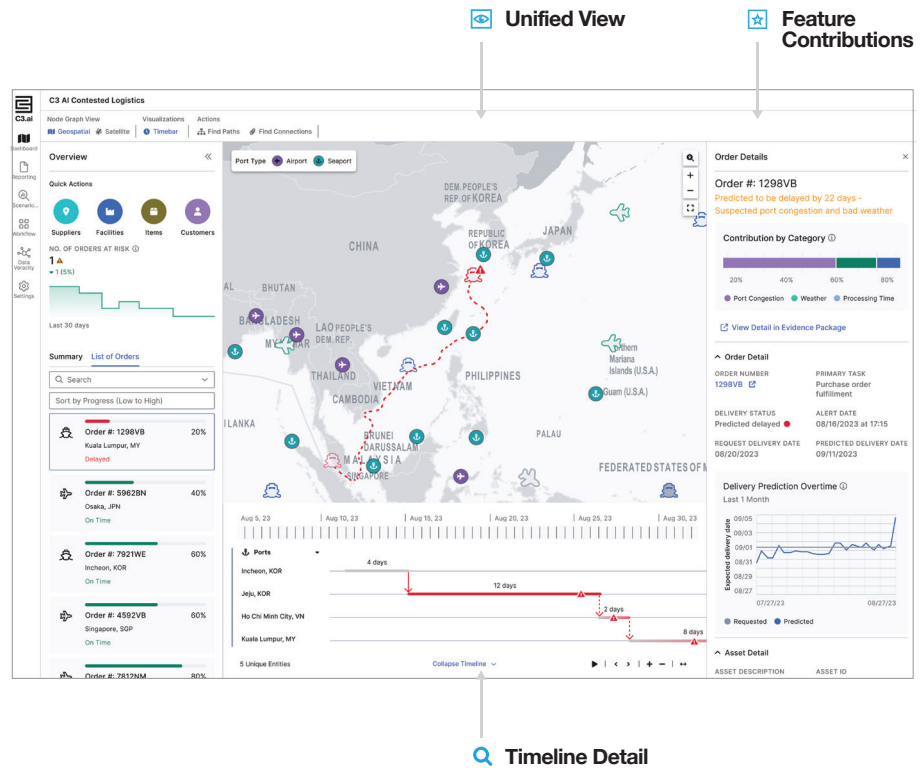 Unified View
Feature
Contributions
C3.ai
C3 AI Contested Logistics
Node Graph View
Visualizations
Actions
Geospatial
Satellite
Timebar
Find Paths
Find Connections
Dashboard
Reporting
Scenario...
Workflow
Data
Veracity
Settings
Overview
Quick Actions
Suppliers
Facilities
Items
Customers
NO. OF ORDERS AT RISK
1
1 (5%)
Last 30 days
Summary
List of Orders
Search
Sort by Progress (Low to High)
Order #: 1298VB
20%
Kuala Lumpur, MY
Delayed
Order #: 5962BN
40%
Osaka, JPN
On Time
Order #: 7921WE
60%
Incheon, KOR
On Time
Order #: 4592VB
60%
Singapore, SGP
On Time
Order #: 7812NM
80%
Port Type
Airport
Seaport
DEM. PEOPLE'S
REP. OF KOREA
REPUBLIC
OF KOREA
JAPAN
CHINA
AL
BHUTAN
BANGLADESH
MYANMAR
LAO PEOPLE'S
DEM. REP.
THAILAND
VIETNAM
CAMBODIA
PHILIPPINES
Northern
Mariana
Islands (U.S.A.)
Guam (U.S.A.)
I LANKA
BRUNEI
DARUSSALAM
MALAYSIA
SINGAPORE
PALAU
FEDERATED STATES OF M
Aug 5, 23
Aug 10, 23
Aug 15, 23
Aug 20, 23
Aug 25, 23
Aug 30, 23
Ports
Incheon, KOR
4 days
Jeju, KOR
12 days
Ho Chi Minh City, VN
2 days
Kuala Lumpur, MY
8 days
5 Unique Entities
Collapse Timeline
Order Details
Order #: 1298VB
Predicted to be delayed by 22 days -
Suspected port congestion and bad weather
Contribution by Category
20%
40%
60%
80%
Port Congestion
Weather
Processing Time
View Detail in Evidence Package
Order Detail
ORDER NUMBER
1298VB
PRIMARY TASK
Purchase order
fulfillment
DELIVERY STATUS
Predicted delayed
ALERT DATE
08/16/2023 at 17:15
REQUEST DELIVERY DATE
08/20/2023
PREDICTED DELIVERY DATE
09/11/2023
Delivery Prediction Overtime
Last 1 Month
Expected delivery date
09/05
09/03
09/01
08/31
08/29
08/27
07/27/23
08/27/23
Requested
Predicted
Asset Detail
ASSET DESCRIPTION
ASSET ID
Timeline Detail